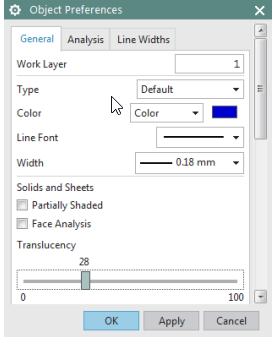 Object Preferences
General Analysis Line Widths
Work Layer 1
Type Default
Color Color
Line Font
Width 0.18 mm
Solids and Sheets
Partially Shaded
Face Analysis
Translucency
28
0 100
OK Apply Cancel